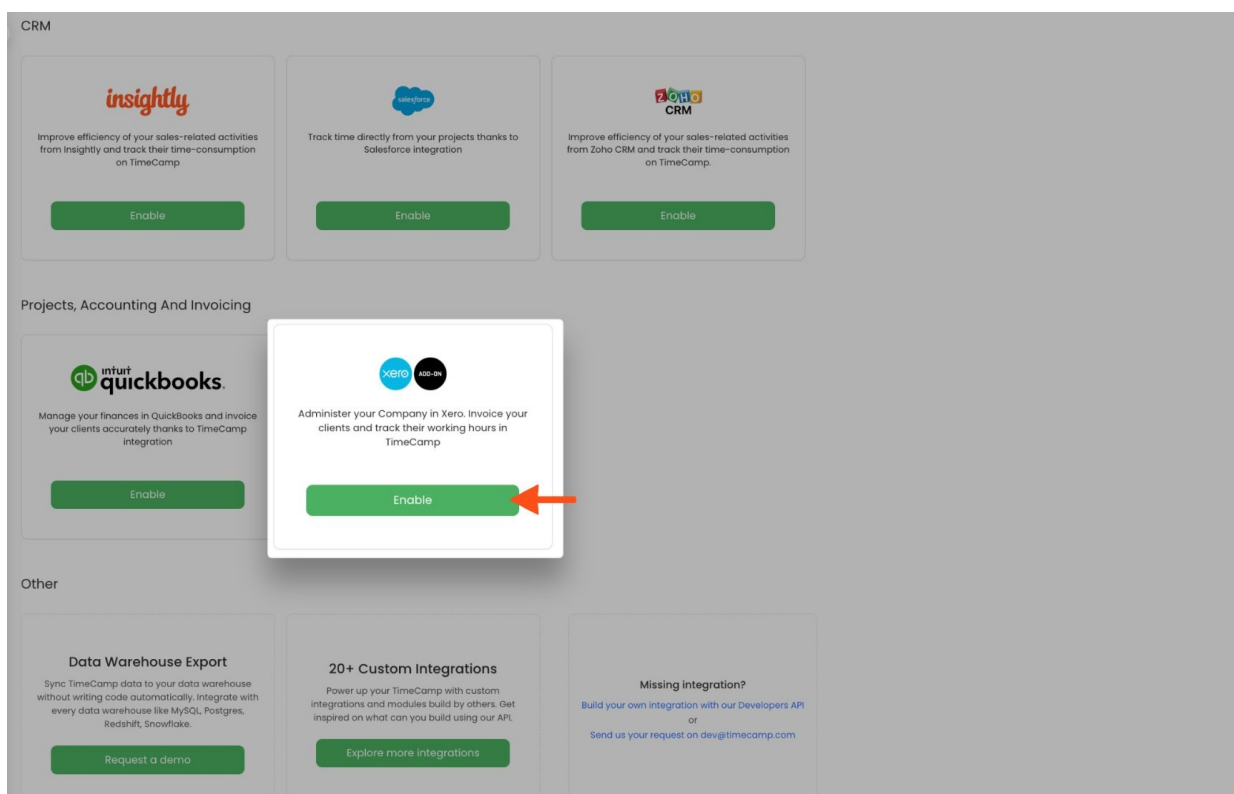 CRM
insightly
Improve efficiency of your sales-related activities
from Insightly and track their time-consumption
on TimeCamp
Enable
salesforce
Track time directly from your projects thanks to
Salesforce integration
Enable
ZOHO
CRM
Improve efficiency of your sales-related activities
from Zoho CRM and track their time-consumption
on TimeCamp.
Enable
Projects, Accounting And Invoicing
qb intuit quickbooks.
Manage your finances in QuickBooks and invoice
your clients accurately thanks to TimeCamp
integration
Enable
xero ADD-ON
Administer your Company in Xero. Invoice your
clients and track their working hours in
TimeCamp
Enable
Other
Data Warehouse Export
Sync TimeCamp data to your data warehouse
without writing code automatically. Integrate with
every data warehouse like MySQL, Postgres,
Redshift, Snowflake.
Request a demo
20+ Custom Integrations
Power up your TimeCamp with custom
integrations and modules build by others. Get
inspired on what can you build using our API.
Explore more integrations
Missing integration?
Build your own integration with our Developers API
or
Send us your request on dev@timecamp.com